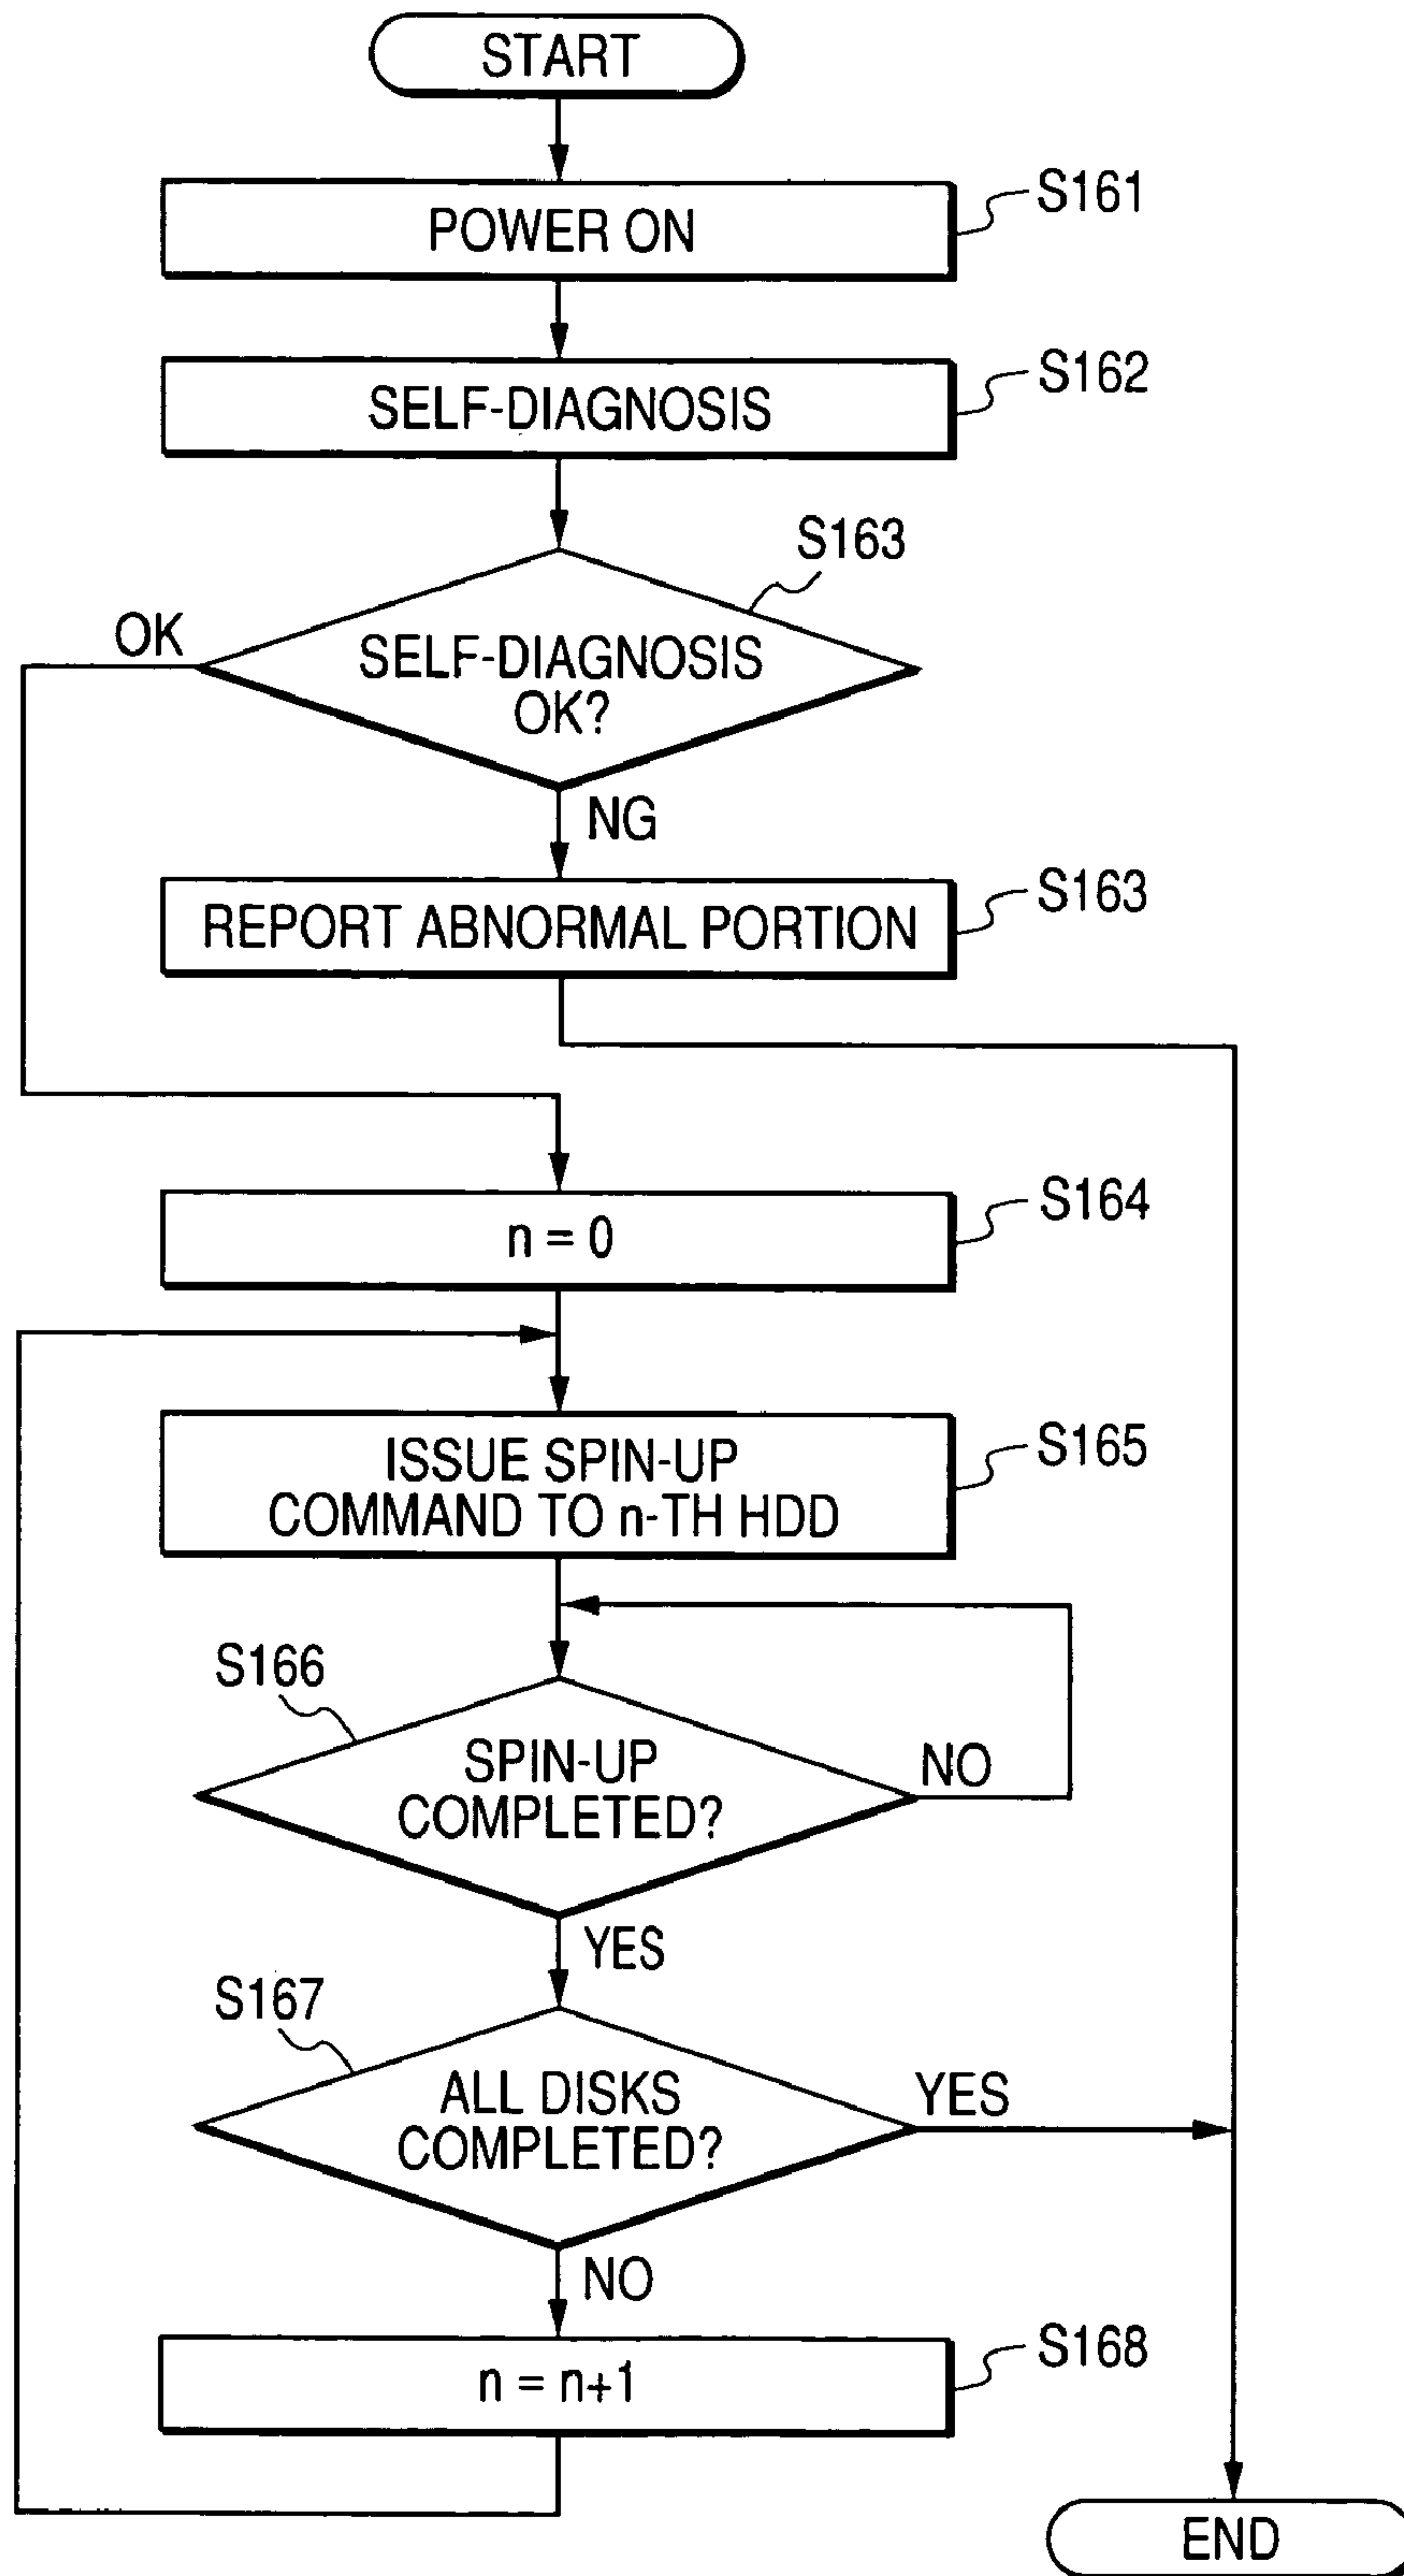 START
POWER ON
S161
SELF-DIAGNOSIS
S162
S163
OK
SELF-DIAGNOSIS
OK?
NG
REPORT ABNORMAL PORTION
S163
n = 0
S164
ISSUE SPIN-UP
COMMAND TO n-TH HDD
S165
S166
SPIN-UP
COMPLETED?
NO
YES
S167
ALL DISKS
COMPLETED?
YES
NO
n = n+1
S168
END